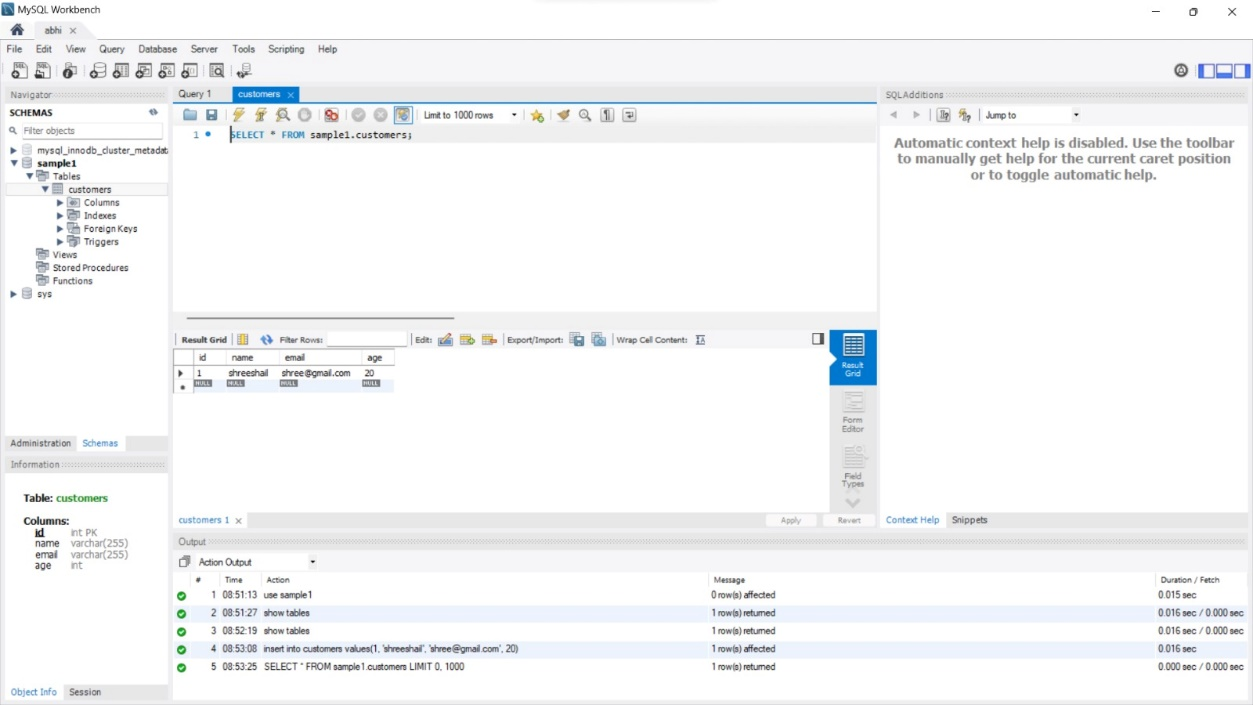 MySQL Workbench
abhi
File Edit View Query Database Server Tools Scripting Help
Navigator
SCHEMAS
Filter objects
mysql_innodb_cluster_metadat
sample1
Tables
customers
Columns
Indexes
Foreign Keys
Triggers
Views
Stored Procedures
Functions
sys
Administration Schemas
Information
Table: customers
Columns:
id int PK
name varchar(255)
email varchar(255)
age int
Object Info Session
Query 1 customers
Limit to 1000 rows
1 SELECT * FROM sample1.customers;
Result Grid Filter Rows: Edit: Export/Import: Wrap Cell Content:
id name email age
1 shreeshail shree@gmail.com 20
NULL NULL NULL NULL
Result
Grid
Form
Editor
Field
Types
customers 1 Apply Revert
Output
Action Output
# Time Action Message Duration / Fetch
1 08:51:13 use sample1 0 row(s) affected 0.015 sec
2 08:51:27 show tables 1 row(s) returned 0.016 sec / 0.000 sec
3 08:52:19 show tables 1 row(s) returned 0.016 sec / 0.000 sec
4 08:53:08 insert into customers values(1, 'shreeshail', 'shree@gmail.com', 20) 1 row(s) affected 0.016 sec
5 08:53:25 SELECT * FROM sample1.customers LIMIT 0, 1000 1 row(s) returned 0.000 sec / 0.000 sec
SQLAdditions
Jump to
Automatic context help is disabled. Use the toolbar
to manually get help for the current caret position
or to toggle automatic help.
Context Help Snippets